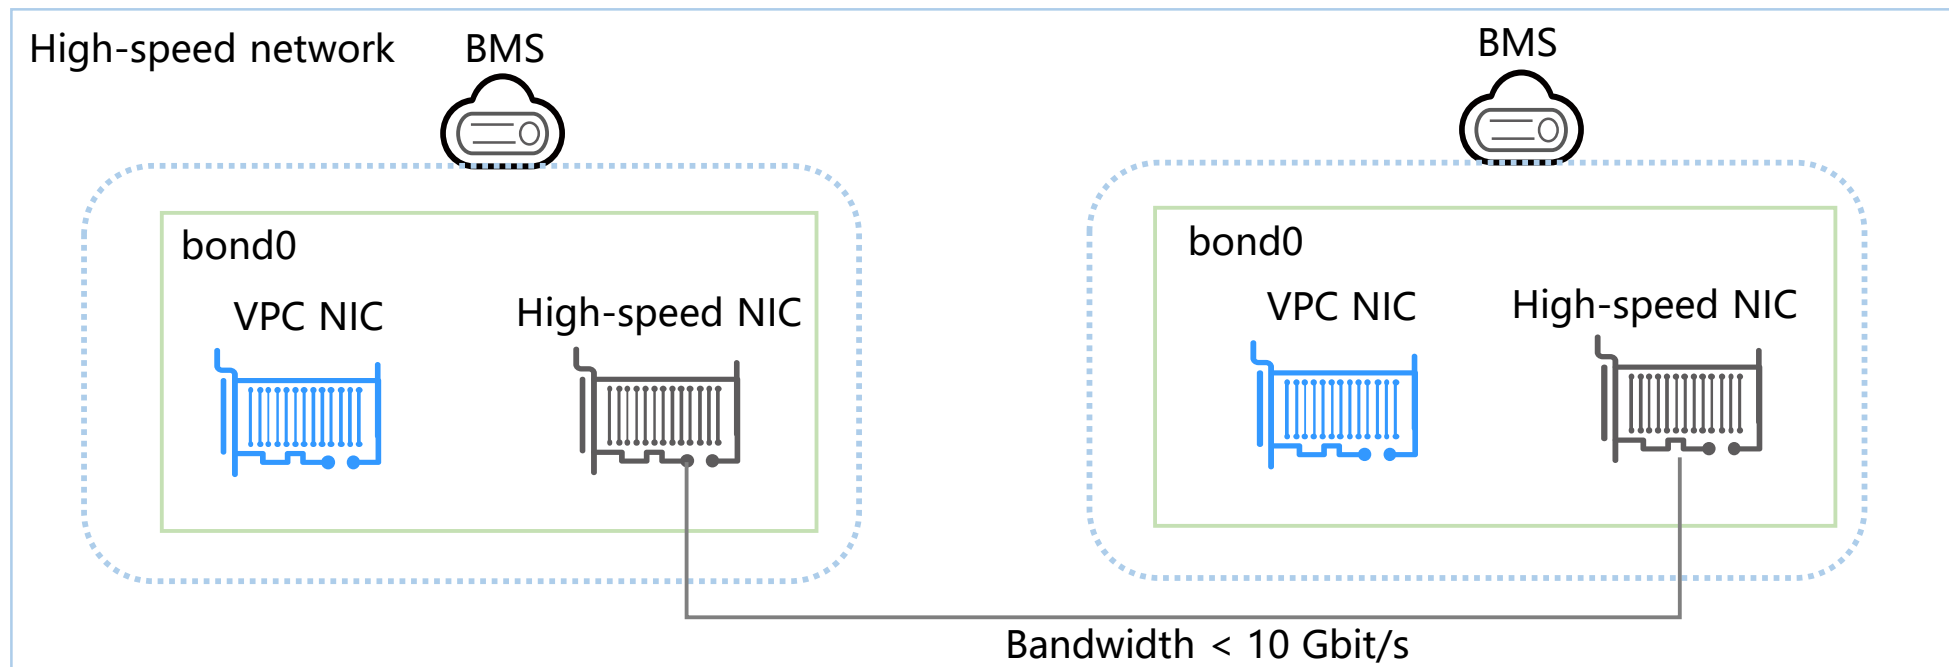 High-speed network
BMS
BMS
bond0
VPC NIC
High-speed NIC
bond0
VPC NIC
High-speed NIC
Bandwidth < 10 Gbit/s